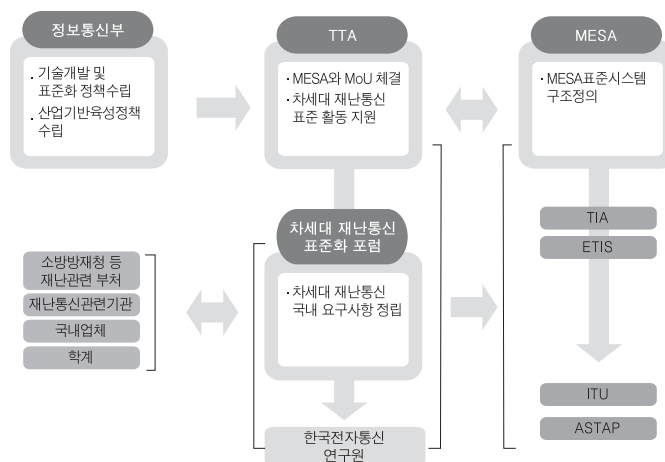 정보통신부
. 기술개발 및
표준화 정책수립
. 산업기반육성정책
수립
TTA
· MESA와 MoU 체결
· 차세대 재난통신
표준 활동 지원
MESA
· MESA표준시스템
구조정의
TIA
ETIS
ITU
ASTAP
차세대 재난통신
표준화 포럼
· 차세대 재난통신
국내 요구사항 정립
한국전자통신
연구원
소방방재청 등
재난관련 부처
재난통신관련기관
국내업체
학계